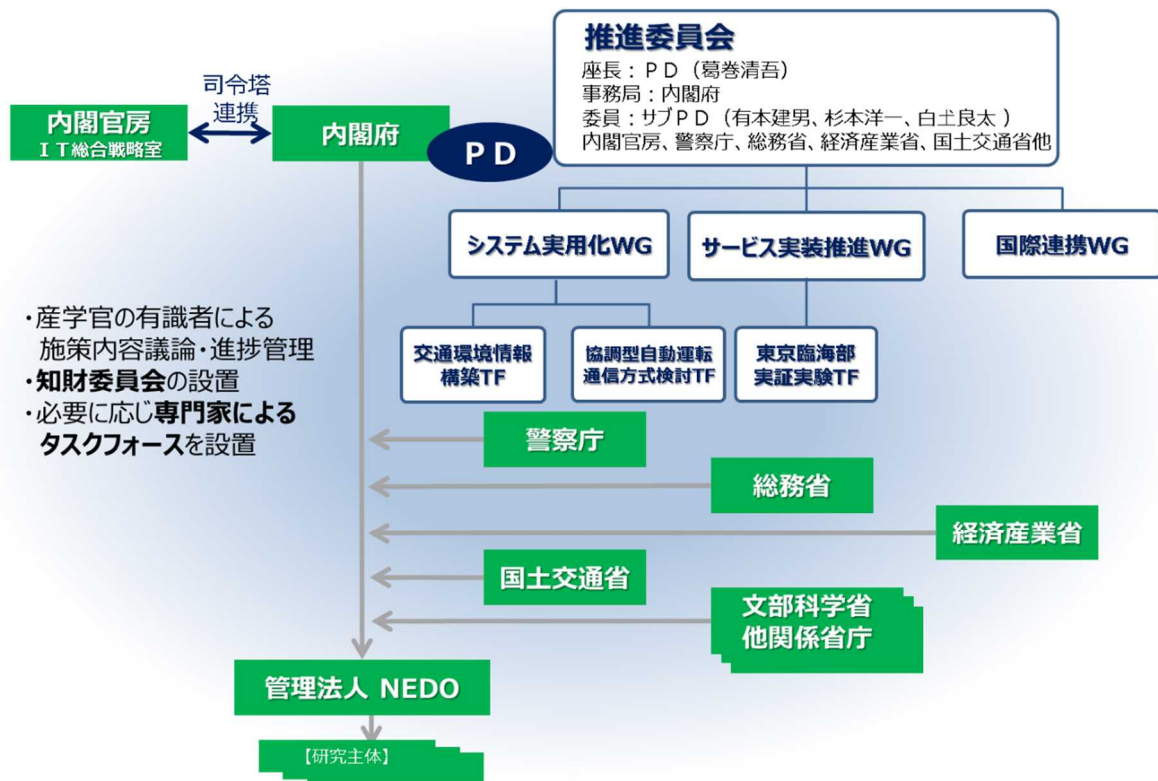 推進委員会
座長：PD（葛巻清吾）
事務局：内閣府
委員：サブPD（有本建男、杉本洋一、白土良太）
内閣官房、警察庁、総務省、経済産業省、国土交通省他
司令塔
連携
内閣官房
IT総合戦略室
内閣府
PD
システム実用化WG
サービス実装推進WG
国際連携WG
・産学官の有識者による
施策内容議論・進捗管理
・知財委員会の設置
・必要に応じ専門家による
タスクフォースを設置
交通環境情報
構築TF
協調型自動運転
通信方式検討TF
東京臨海部
実証実験TF
警察庁
総務省
経済産業省
国土交通省
文部科学省
他関係省庁
管理法人 NEDO
【研究主体】